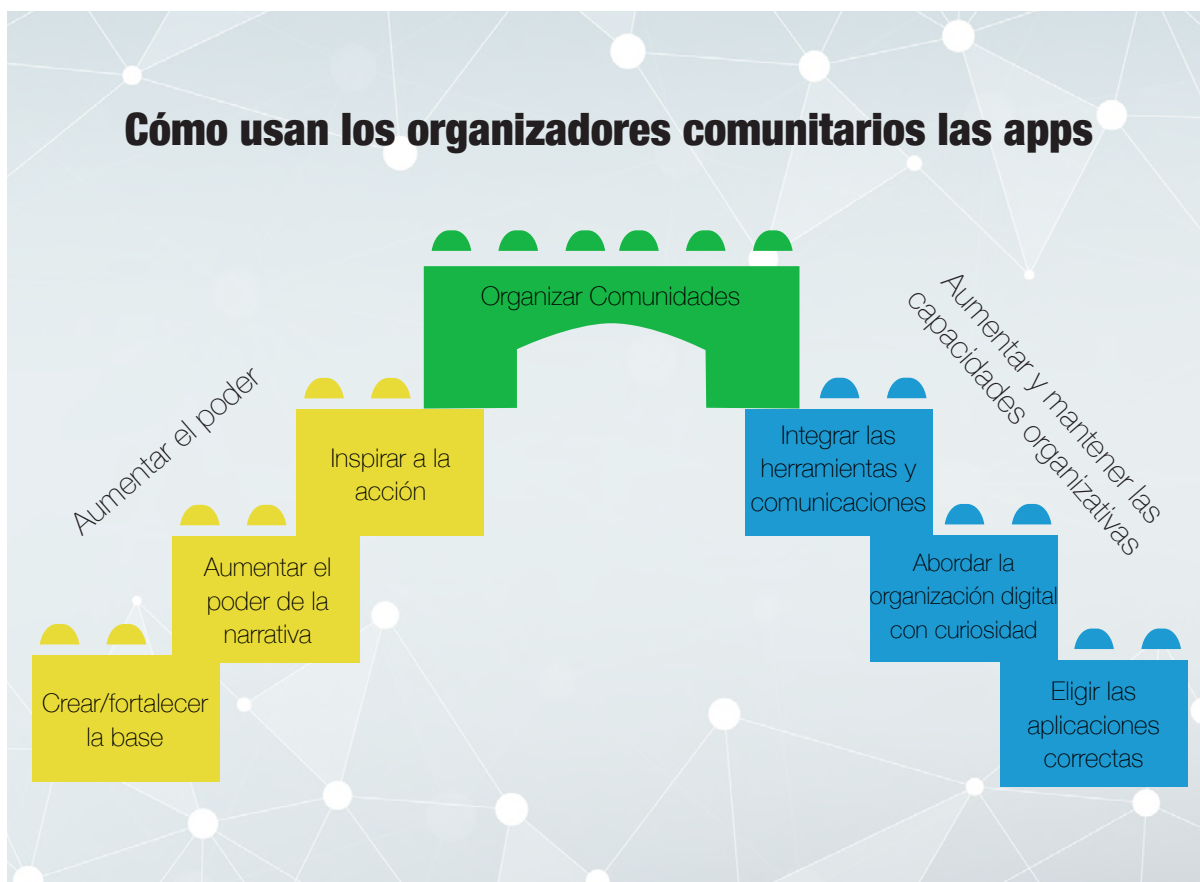 Cómo usan los organizadores comunitarios las apps
Organizar Comunidades
Aumentar el poder
Inspirar a la
acción
Aumentar el
poder de la
narrativa
Crear/fortalecer
la base
Aumentar y mantener las
capacidades organizativas
Integrar las
herramientas y
comunicaciones
Abordar la
organización digital
con curiosidad
Eligir las
aplicaciones
correctas